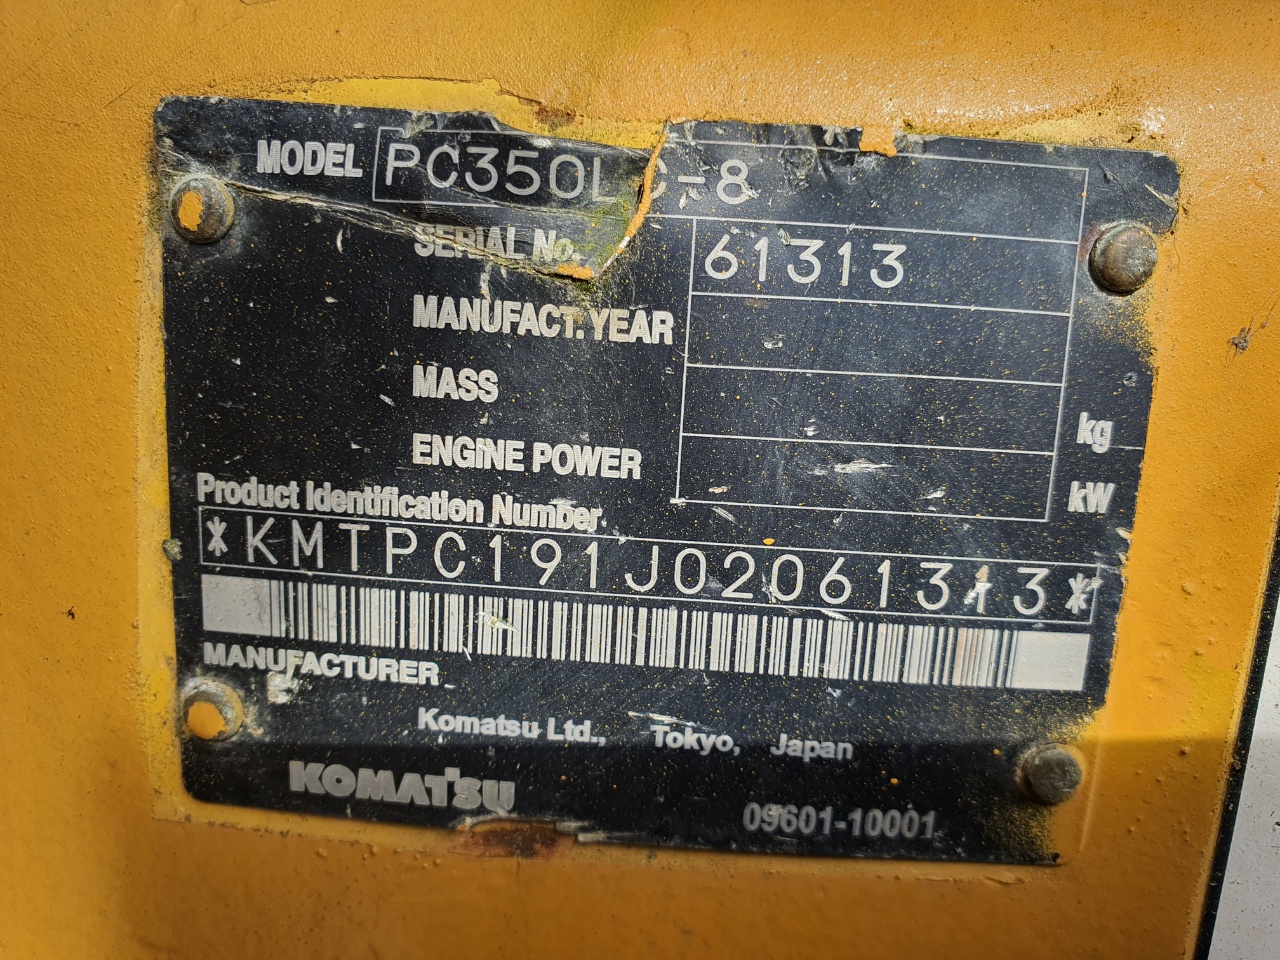 MODEL PC350LC-8
SERIAL No. 61313
MANUFACT.YEAR
MASS kg
ENGINE POWER kW
Product Identification Number
*KMTPC191J02061313*
MANUFACTURER
Komatsu Ltd., Tokyo, Japan
KOMATSU
09601-10001